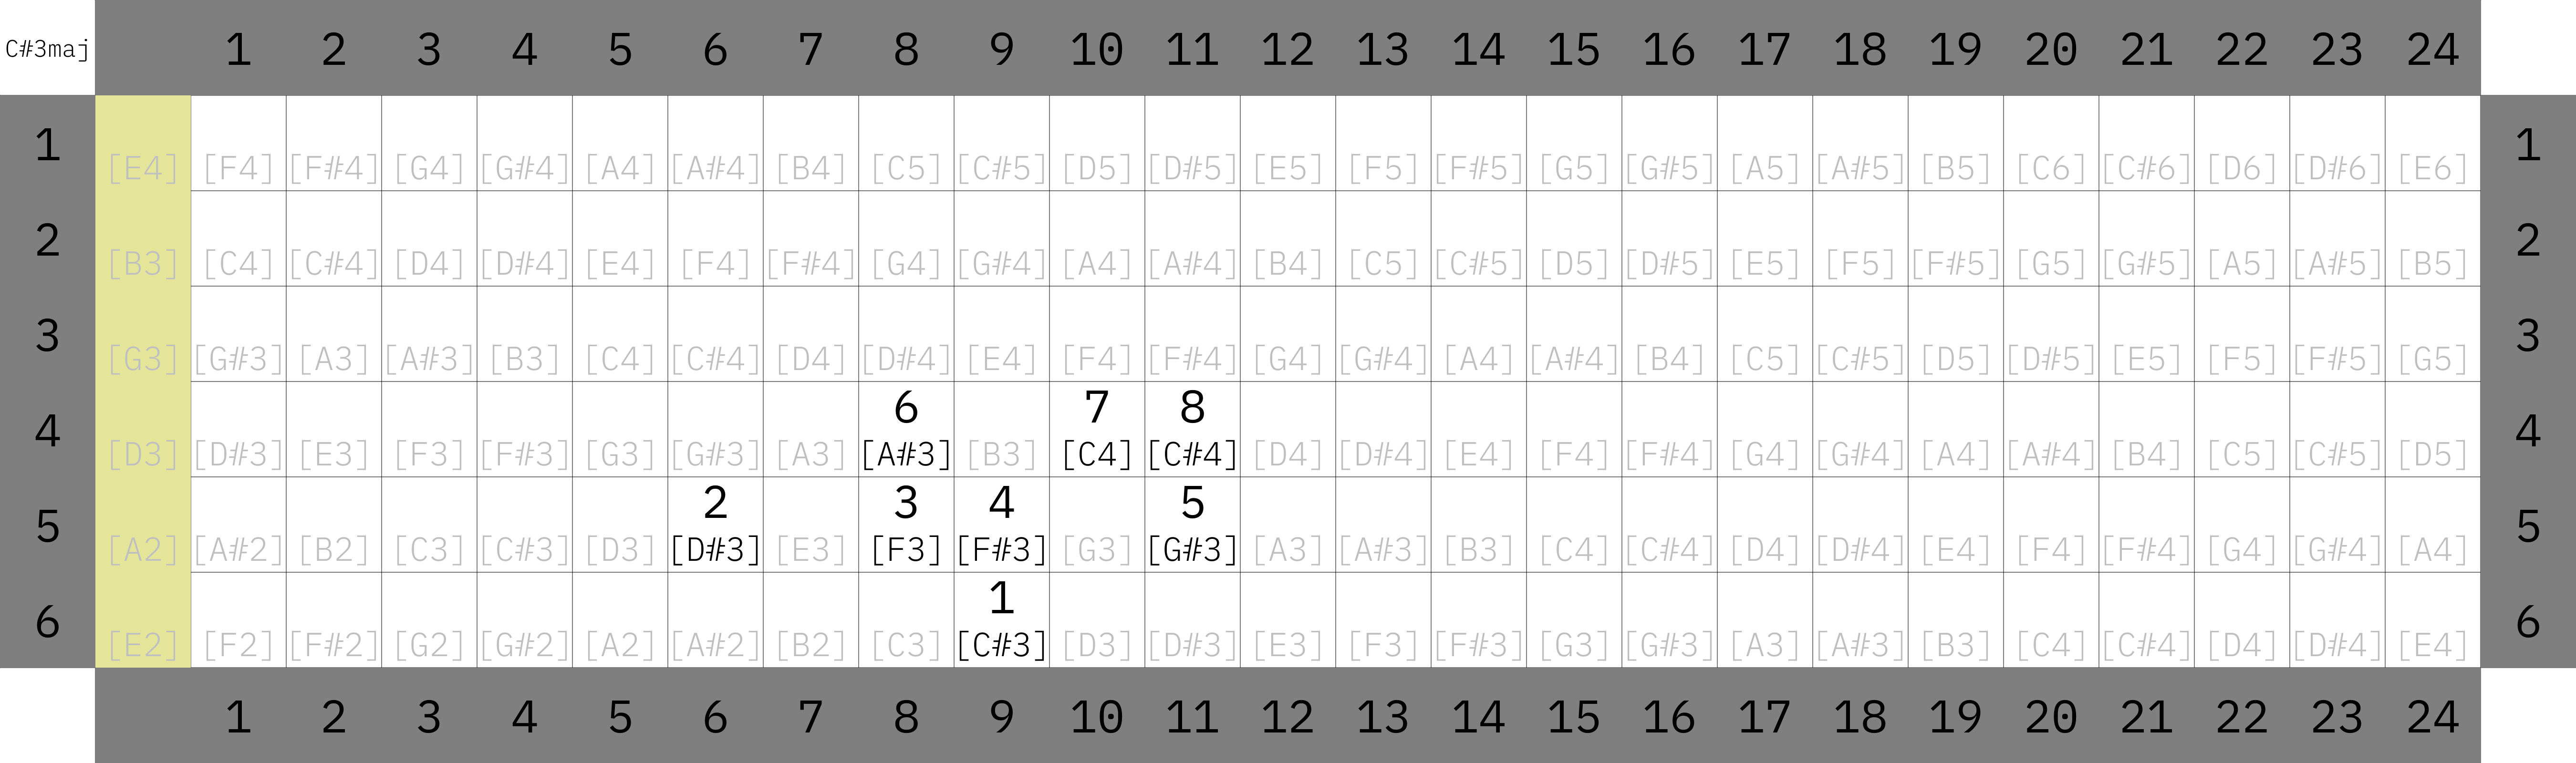 C#3maj 1 2 3 4 5 6 7 8 9 10 11 12 13 14 15 16 17 18 19 20 21 22 23 24
1 [E4] [F4] [F#4] [G4] [G#4] [A4] [A#4] [B4] [C5] [C#5] [D5] [D#5] [E5] [F5] [F#5] [G5] [G#5] [A5] [A#5] [B5] [C6] [C#6] [D6] [D#6] [E6] 1
2 [B3] [C4] [C#4] [D4] [D#4] [E4] [F4] [F#4] [G4] [G#4] [A4] [A#4] [B4] [C5] [C#5] [D5] [D#5] [E5] [F5] [F#5] [G5] [G#5] [A5] [A#5] [B5] 2
3 [G3] [G#3] [A3] [A#3] [B3] [C4] [C#4] [D4] [D#4] [E4] [F4] [F#4] [G4] [G#4] [A4] [A#4] [B4] [C5] [C#5] [D5] [D#5] [E5] [F5] [F#5] [G5] 3
6 7 8
4 [D3] [D#3] [E3] [F3] [F#3] [G3] [G#3] [A3] [A#3] [B3] [C4] [C#4] [D4] [D#4] [E4] [F4] [F#4] [G4] [G#4] [A4] [A#4] [B4] [C5] [C#5] [D5] 4
2 3 4 5
5 [A2] [A#2] [B2] [C3] [C#3] [D3] [D#3] [E3] [F3] [F#3] [G3] [G#3] [A3] [A#3] [B3] [C4] [C#4] [D4] [D#4] [E4] [F4] [F#4] [G4] [G#4] [A4] 5
1
6 [E2] [F2] [F#2] [G2] [G#2] [A2] [A#2] [B2] [C3] [C#3] [D3] [D#3] [E3] [F3] [F#3] [G3] [G#3] [A3] [A#3] [B3] [C4] [C#4] [D4] [D#4] [E4] 6
1 2 3 4 5 6 7 8 9 10 11 12 13 14 15 16 17 18 19 20 21 22 23 24